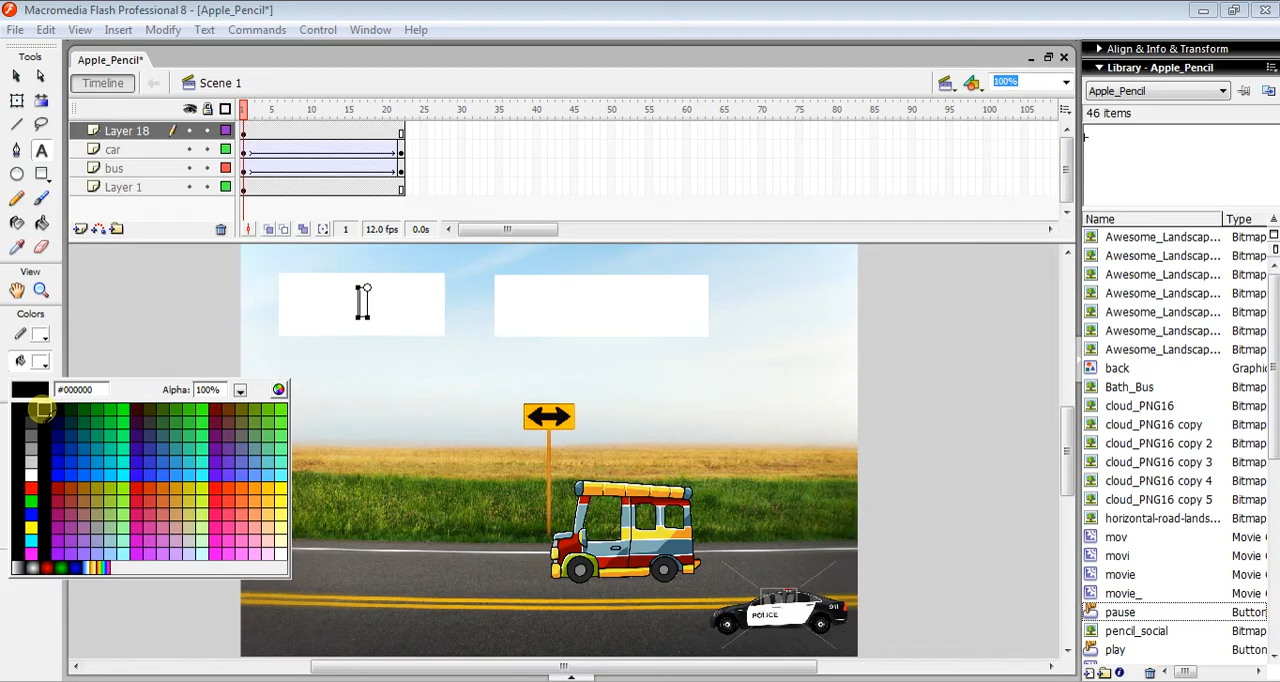 Macromedia Flash Professional 8 - [Apple_Pencil*]
File Edit View Insert Modify Text Commands Control Window Help
Tools
View
Colors
Apple_Pencil*
Timeline
Scene 1
100%
1 5 10 15 20 25 30 35 40 45 50 55 60 65 70 75 80 85 90 95 100 105
Layer 18
car
bus
Layer 1
1 12.0 fps 0.0s
#000000 Alpha: 100%
POLICE
911
Align & Info & Transform
Library - Apple_Pencil
Apple_Pencil
46 items
Name Type
Awesome_Landscap... Bitmap
Awesome_Landscap... Bitmap
Awesome_Landscap... Bitmap
Awesome_Landscap... Bitmap
Awesome_Landscap... Bitmap
Awesome_Landscap... Bitmap
Awesome_Landscap... Bitmap
back Graphic
Bath_Bus Bitmap
cloud_PNG16 Bitmap
cloud_PNG16 copy Bitmap
cloud_PNG16 copy 2 Bitmap
cloud_PNG16 copy 3 Bitmap
cloud_PNG16 copy 4 Bitmap
cloud_PNG16 copy 5 Bitmap
horizontal-road-lands... Bitmap
mov Movie
movi Movie
movie Movie
movie_ Movie
pause Button
pencil_social Bitmap
play Button